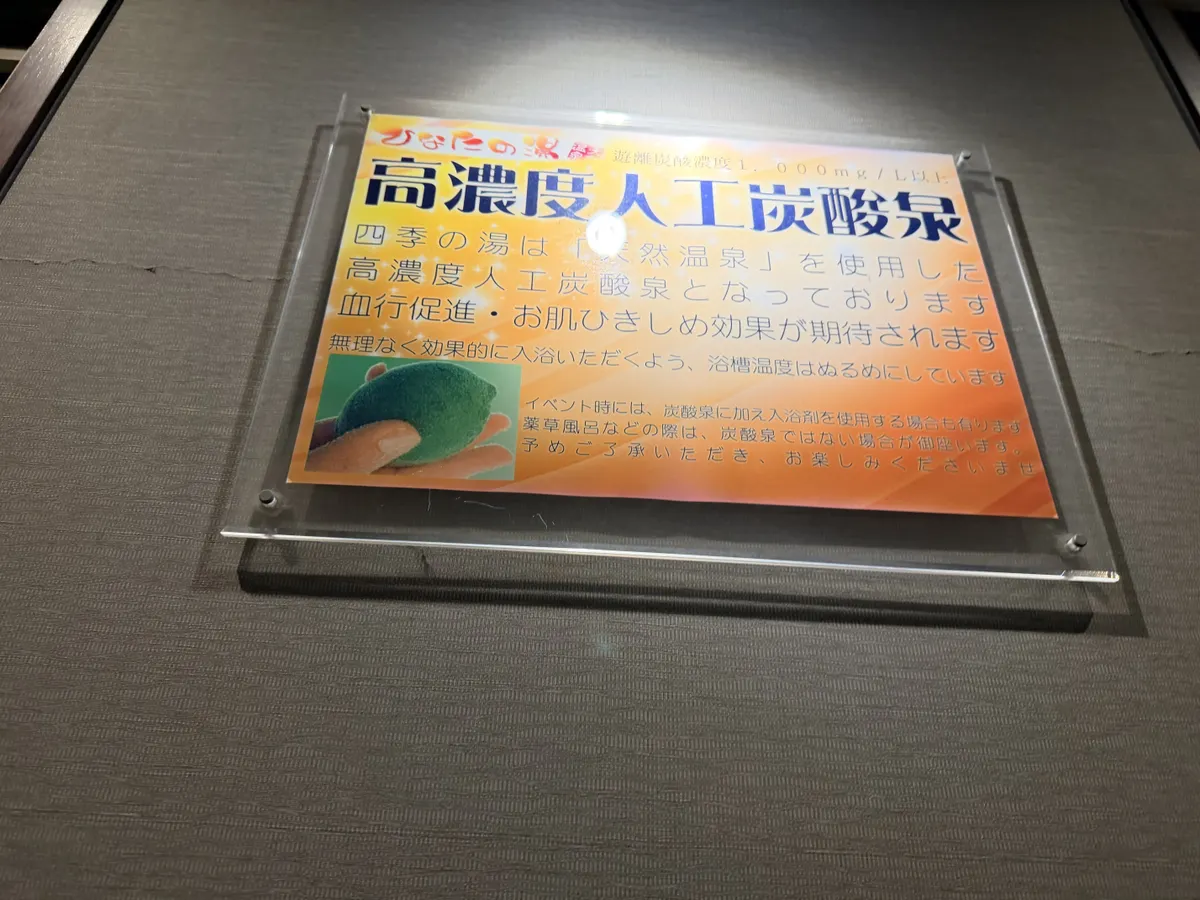 ひなたの湯
遊離炭酸濃度1，000mg/L以上
高濃度人工炭酸泉
四季の湯は「天然温泉」を使用した
高濃度人工炭酸泉となっております
血行促進・お肌ひきしめ効果が期待されます
無理なく効果的に入浴いただくよう、浴槽温度はぬるめにしています
イベント時には、炭酸泉に加え入浴剤を使用する場合も有ります
薬草風呂などの際は、炭酸泉ではない場合が御座います。
予めご了承いただき、お楽しみくださいませ